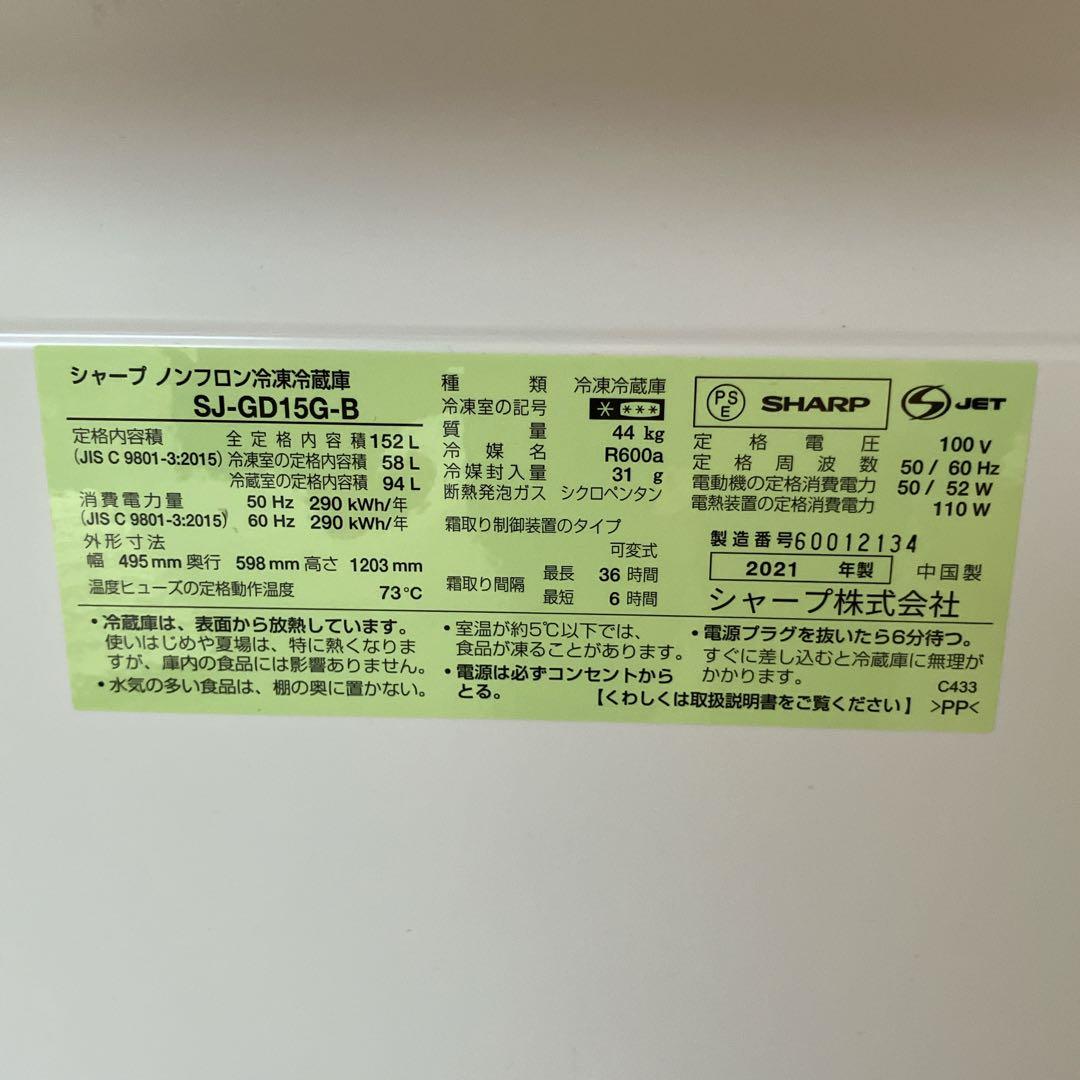 シャープ ノンフロン冷凍冷蔵庫
SJ-GD15G-B
定格内容積 全定格内容積 152 L
(JIS C 9801-3:2015) 冷凍室の定格内容積 58 L
冷蔵室の定格内容積 94 L
消費電力量 50 Hz 290 kWh/年
(JIS C 9801-3:2015) 60 Hz 290 kWh/年
外形寸法
幅 495 mm 奥行 598 mm 高さ 1203 mm
温度ヒューズの定格動作温度 73℃
種類 冷凍冷蔵庫
冷凍室の記号 * ***
質量 44 kg
冷媒名 R600a
冷媒封入量 31 g
断熱発泡ガス シクロペンタン
霜取り制御装置のタイプ
可変式
霜取り間隔 最長 36 時間
最短 6 時間
PSE SHARP S JET
定格電圧 100 V
定格周波数 50 / 60 Hz
電動機の定格消費電力 50 / 52 W
電熱装置の定格消費電力 110 W
製造番号 60012134
2021 年製 中国製
シャープ株式会社
・冷蔵庫は、表面から放熱しています。
使いはじめや夏場は、特に熱くなりま
すが、庫内の食品には影響ありません。
・水気の多い食品は、棚の奥に置かない。
・室温が約5℃以下では、
食品が凍ることがあります。
・電源は必ずコンセントから
とる。
・電源プラグを抜いたら6分待つ。
すぐに差し込むと冷蔵庫に無理が
かかります。
C433
【くわしくは取扱説明書をご覧ください】 >PP<